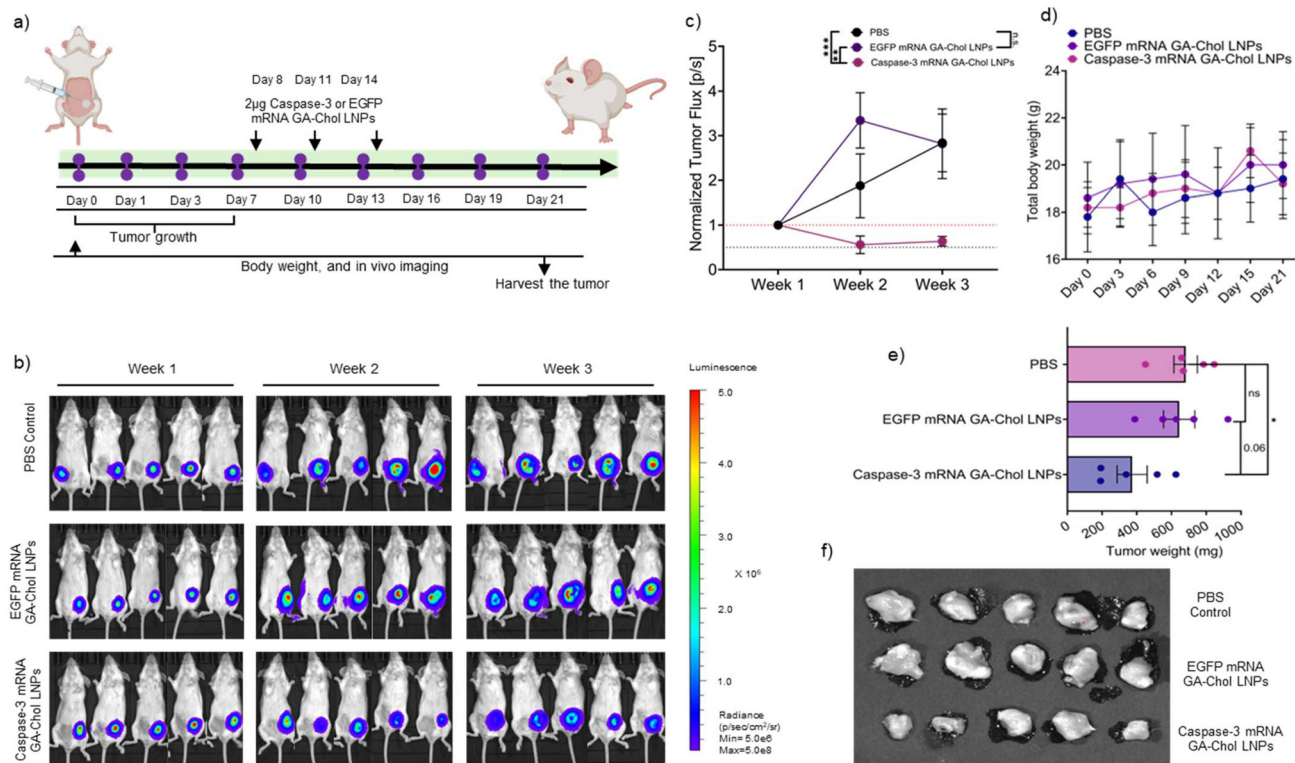 a)
Day 8 Day 11 Day 14
2µg Caspase-3 or EGFP
mRNA GA-Chol LNPs
Day 0 Day 1 Day 3 Day 7 Day 10 Day 13 Day 16 Day 19 Day 21
Tumor growth
Body weight, and in vivo imaging
Harvest the tumor
b)
Week 1 Week 2 Week 3
PBS Control
EGFP mRNA
GA-Chol LNPs
Caspase-3 mRNA
GA-Chol LNPs
Luminescence
5.0
4.0
3.0
X 10⁶
2.0
1.0
Radiance
(p/sec/cm²/sr)
Min= 5.0e6
Max=5.0e8
c)
PBS
EGFP mRNA GA-Chol LNPs
Caspase-3 mRNA GA-Chol LNPs
***
**
n.s
Normalized Tumor Flux [p/s]
5
4
3
2
1
0
Week 1 Week 2 Week 3
d)
PBS
EGFP mRNA GA-Chol LNPs
Caspase-3 mRNA GA-Chol LNPs
Total body weight (g)
24
22
20
18
16
Day 0 Day 3 Day 6 Day 9 Day 12 Day 15 Day 21
e)
PBS
EGFP mRNA GA-Chol LNPs
Caspase-3 mRNA GA-Chol LNPs
ns
*
0.06
0 200 400 600 800 1000
Tumor weight (mg)
f)
PBS
Control
EGFP mRNA
GA-Chol LNPs
Caspase-3 mRNA
GA-Chol LNPs